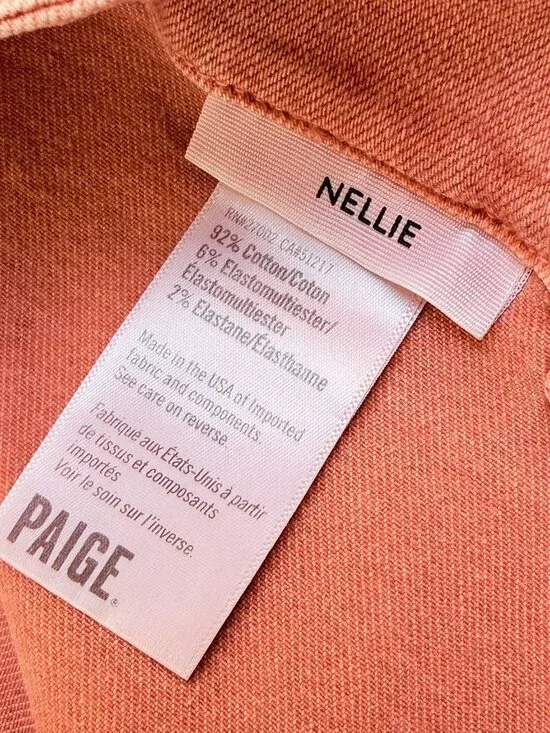 NELLIE
RN#27002 CA#51217
92% Cotton/Coton
6% Elastomultiester/
Elastomultiester
2% Elastane/Élasthanne
Made in the USA of Imported
fabric and components.
See care on reverse.
Fabriqué aux États-Unis à partir
de tissus et composants
importés
Voir le soin sur l'inverse.
PAIGE®